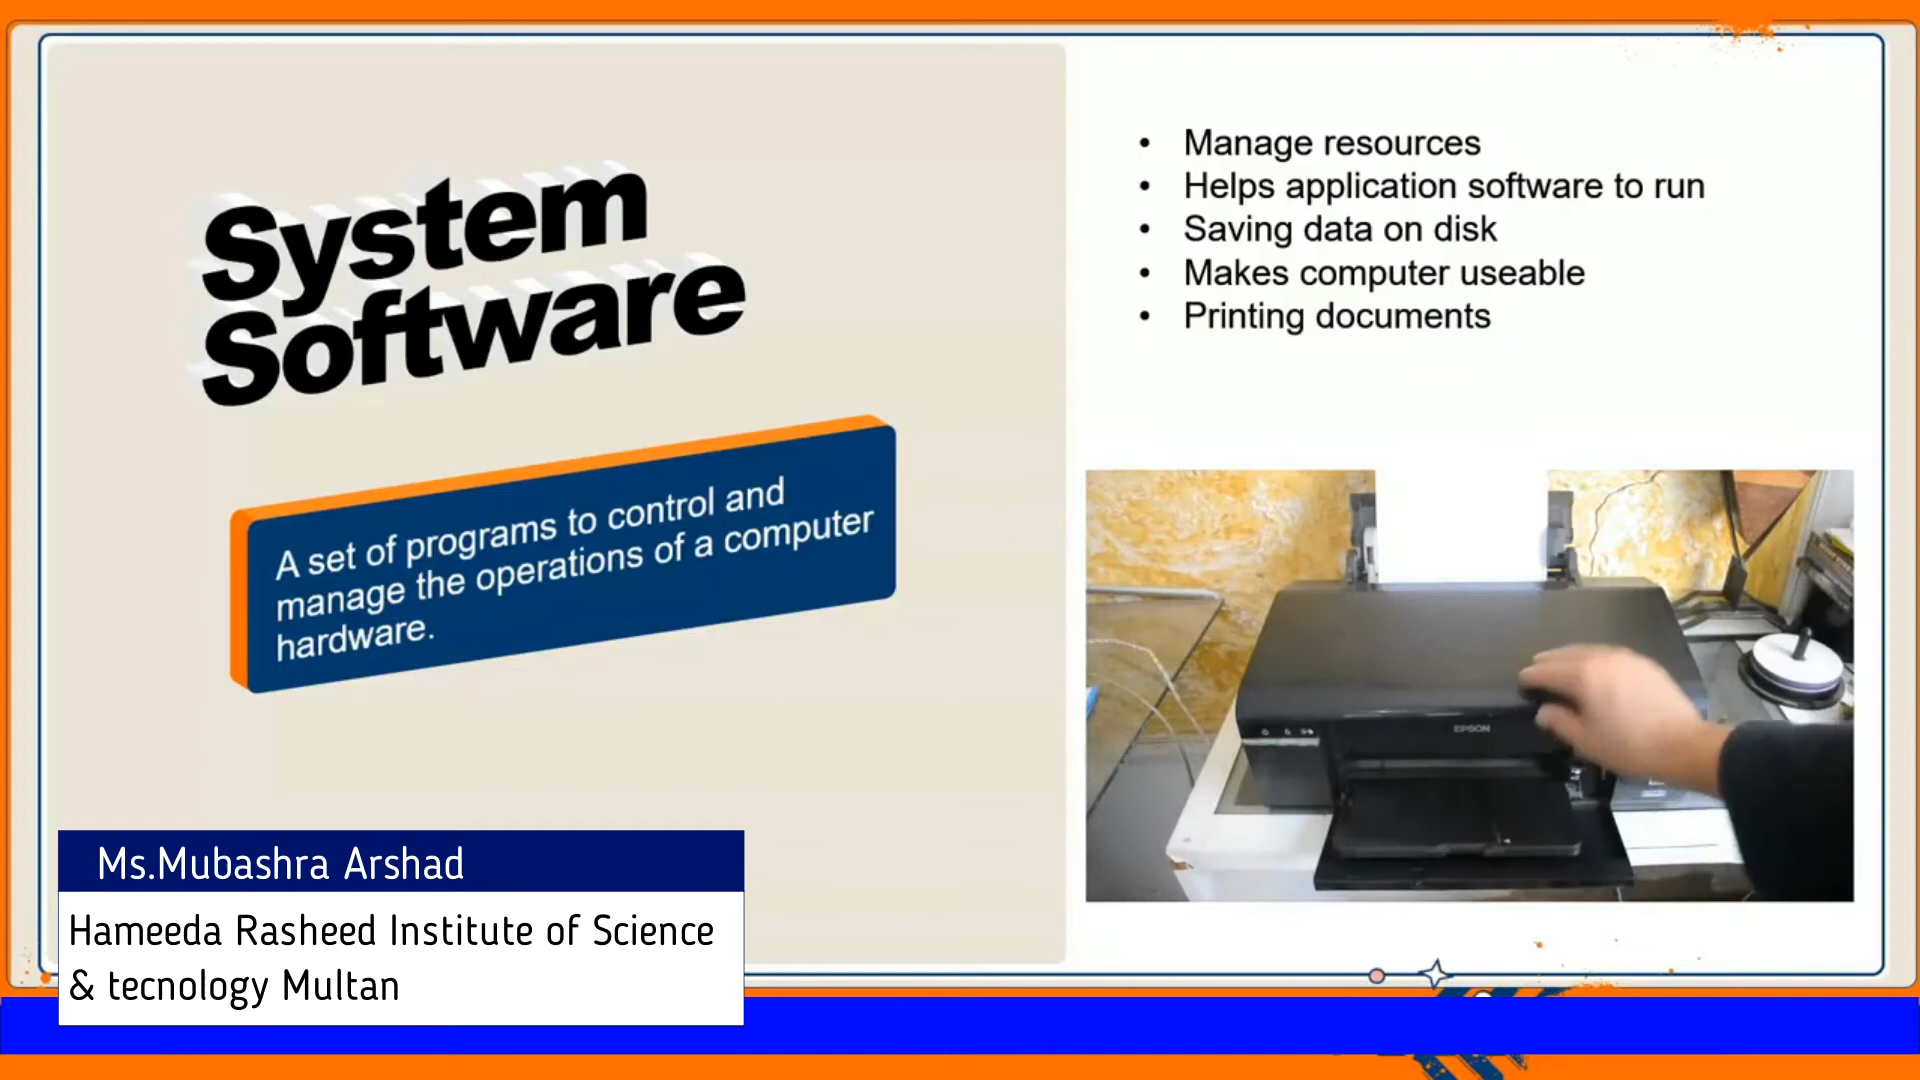 System
Software
A set of programs to control and
manage the operations of a computer
hardware.
• Manage resources
• Helps application software to run
• Saving data on disk
• Makes computer useable
• Printing documents
EPSON
Ms.Mubashra Arshad
Hameeda Rasheed Institute of Science
& tecnology Multan